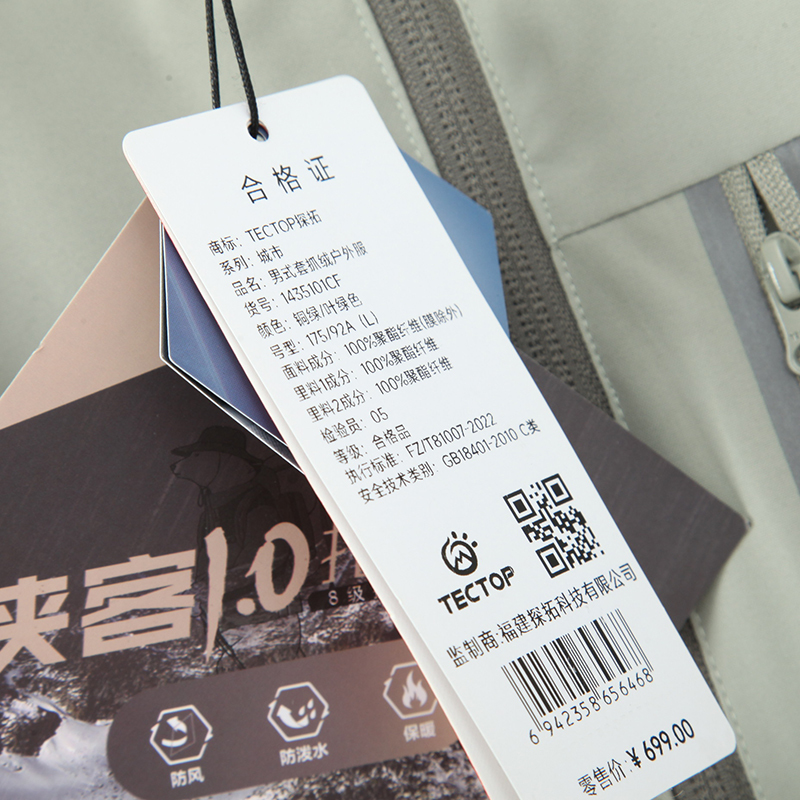 合格证
商标: TECTOP探拓
系列: 城市
品名: 男式套抓绒户外服
货号: 1435101CF
颜色: 铜绿/叶绿色
号型: 175/92A (L)
面料成分: 100%聚酯纤维(膜除外)
里料1成分: 100%聚酯纤维
里料2成分: 100%聚酯纤维
检验员: 05
等级: 合格品
执行标准: FZ/T81007-2022
安全技术类别: GB18401-2010 C类
TECTOP
监制商:福建探拓科技有限公司
6 942358 656468
零售价:¥699.00
侠客1.0
8级
防风
防泼水
保暖